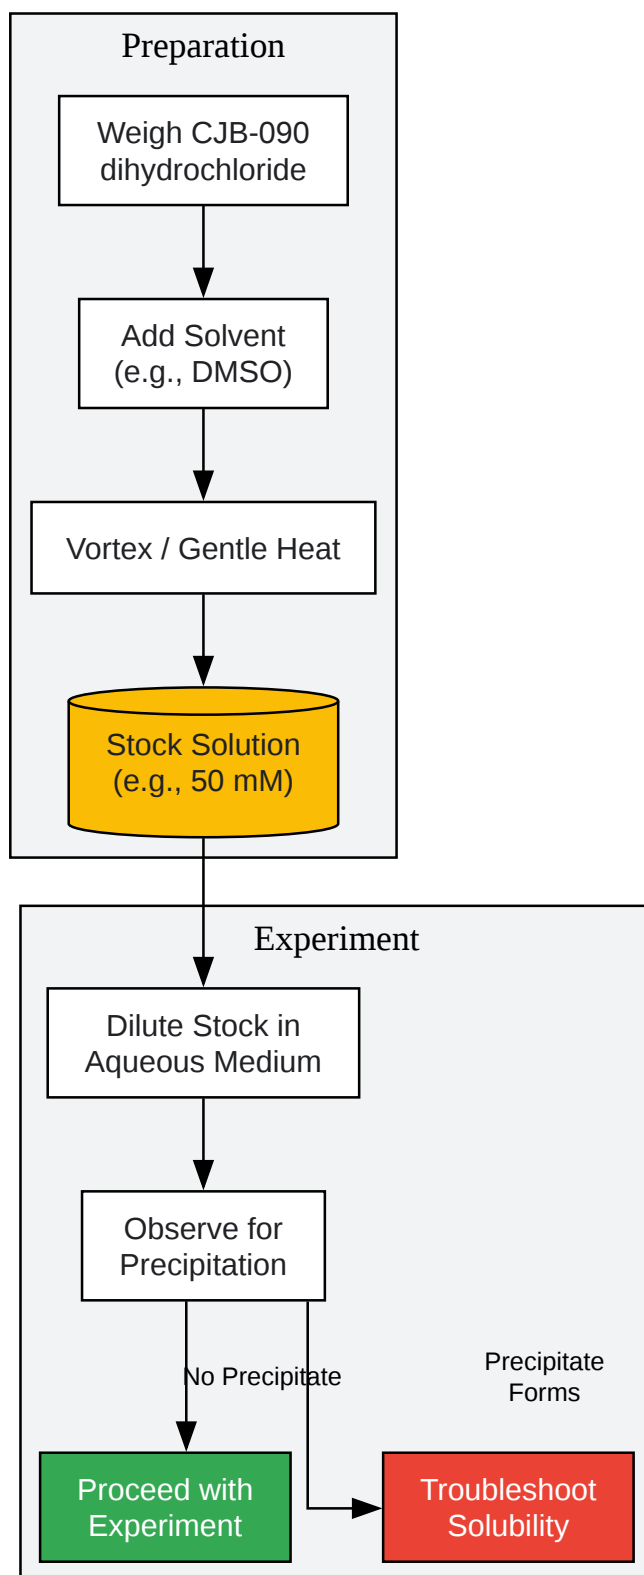 Preparation
Weigh CJB-090
dihydrochloride
Add Solvent
(e.g., DMSO)
Vortex / Gentle Heat
Stock Solution
(e.g., 50 mM)
Experiment
Dilute Stock in
Aqueous Medium
Observe for
Precipitation
No Precipitate
Precipitate
Forms
Proceed with
Experiment
Troubleshoot
Solubility